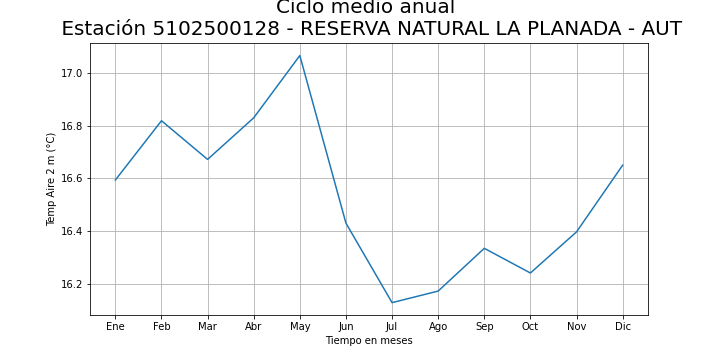 Ciclo medio anual
Estación 5102500128 - RESERVA NATURAL LA PLANADA - AUT
17.0
16.8
16.6
16.4
16.2
Temp Aire 2 m (°C)
Ene Feb Mar Abr May Jun Jul Ago Sep Oct Nov Dic
Tiempo en meses